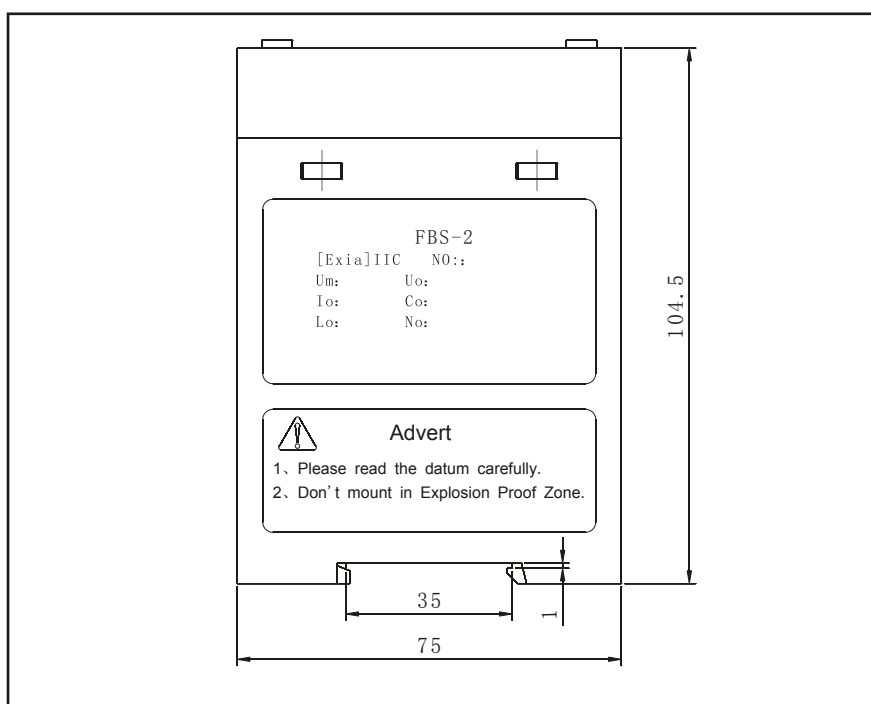 FBS-2
[Exia]IIC NO::
Um: Uo:
Io: Co:
Lo: No:
104.5
Advert
1、Please read the datum carefully.
2、Don't mount in Explosion Proof Zone.
35
1
75